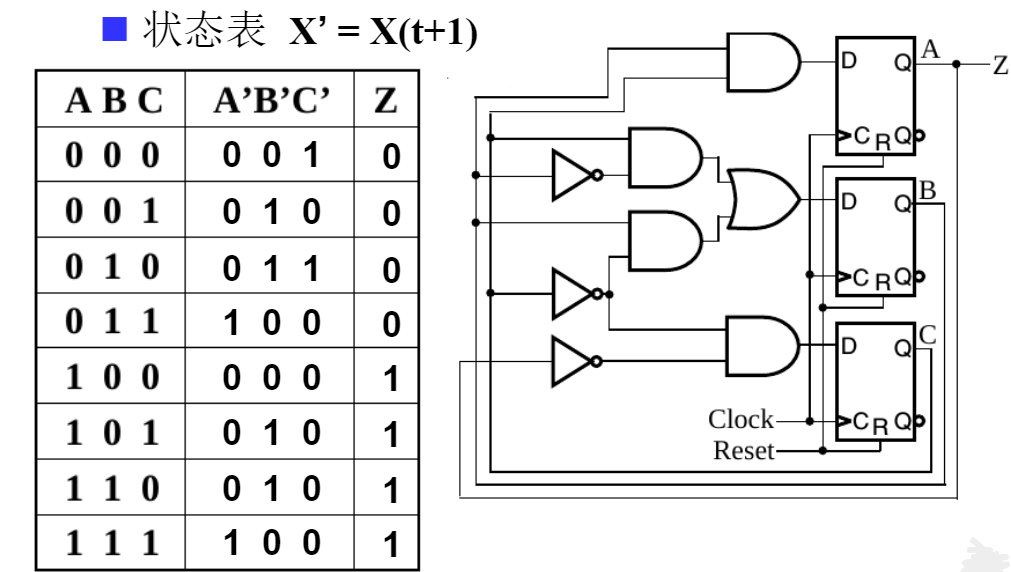 状态表 X’ = X(t+1)
A B C A’B’C’ Z
0 0 0 0 0 1 0
0 0 1 0 1 0 0
0 1 0 0 1 1 0
0 1 1 1 0 0 0
1 0 0 0 0 0 1
1 0 1 0 1 0 1
1 1 0 0 1 0 1
1 1 1 1 0 0 1
A
D Q Z
C R Q
B
D Q
C R Q
C
D Q
Clock C R Q
Reset